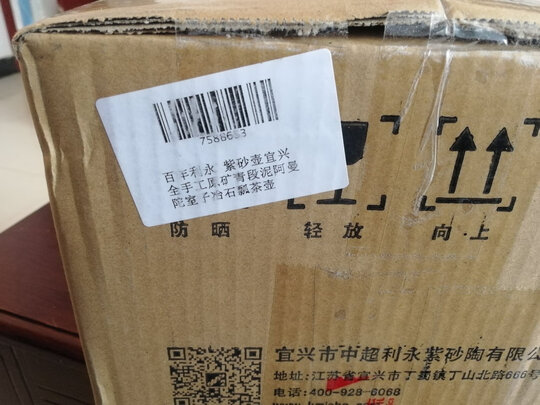 7586633
百年利永 紫砂壶宜兴
全手工原矿青段泥阿曼
陀室子冶石瓢茶壶
防晒 轻放 向上
宜兴市中超利永紫砂陶有限公
地址:江苏省宜兴市丁蜀镇丁山北路666号
电话:400-928-6068